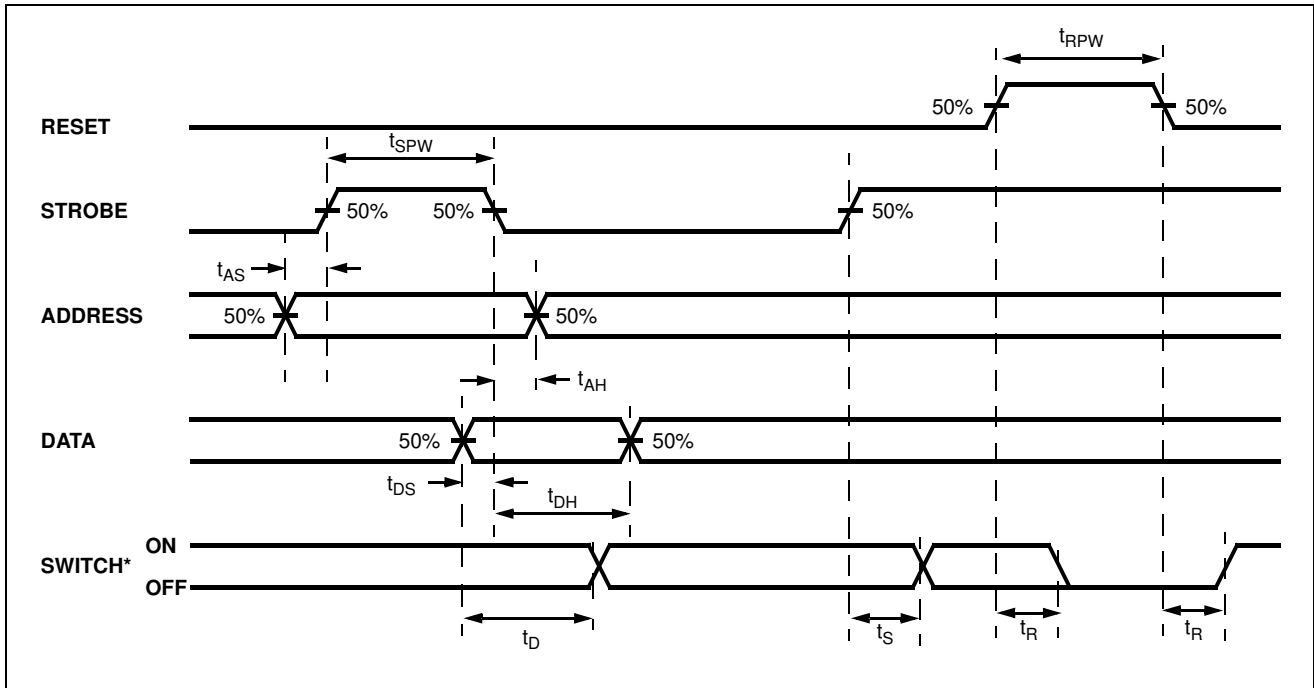 tRPW
RESET 50% 50%
tSPW
STROBE 50% 50% 50%
tAS
ADDRESS 50% 50%
tAH
DATA 50% 50%
tDS tDH
ON
SWITCH*
OFF
tD tS tR tR